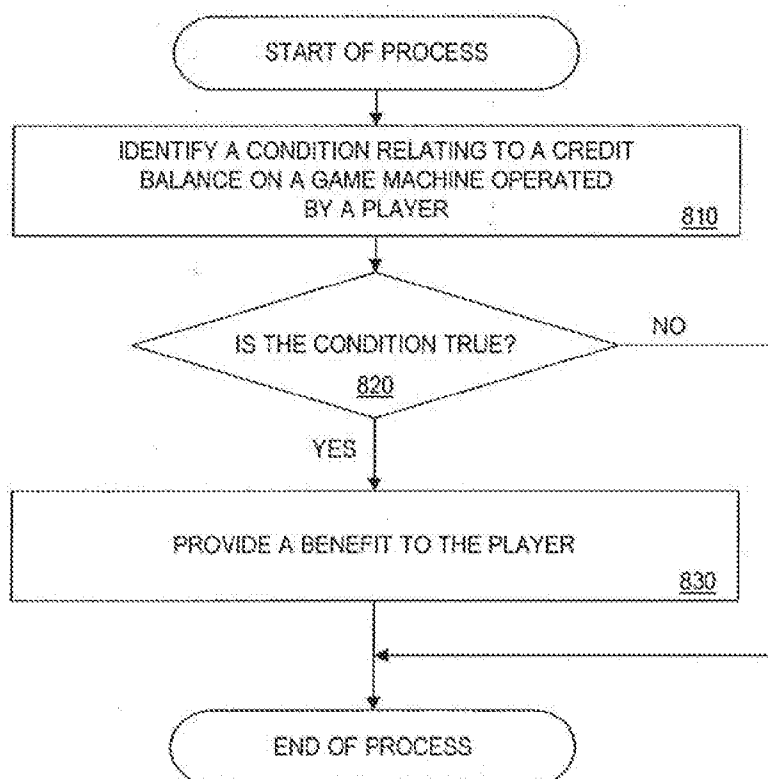 START OF PROCESS
IDENTIFY A CONDITION RELATING TO A CREDIT
BALANCE ON A GAME MACHINE OPERATED
BY A PLAYER
810
IS THE CONDITION TRUE?
NO
820
YES
PROVIDE A BENEFIT TO THE PLAYER
830
END OF PROCESS